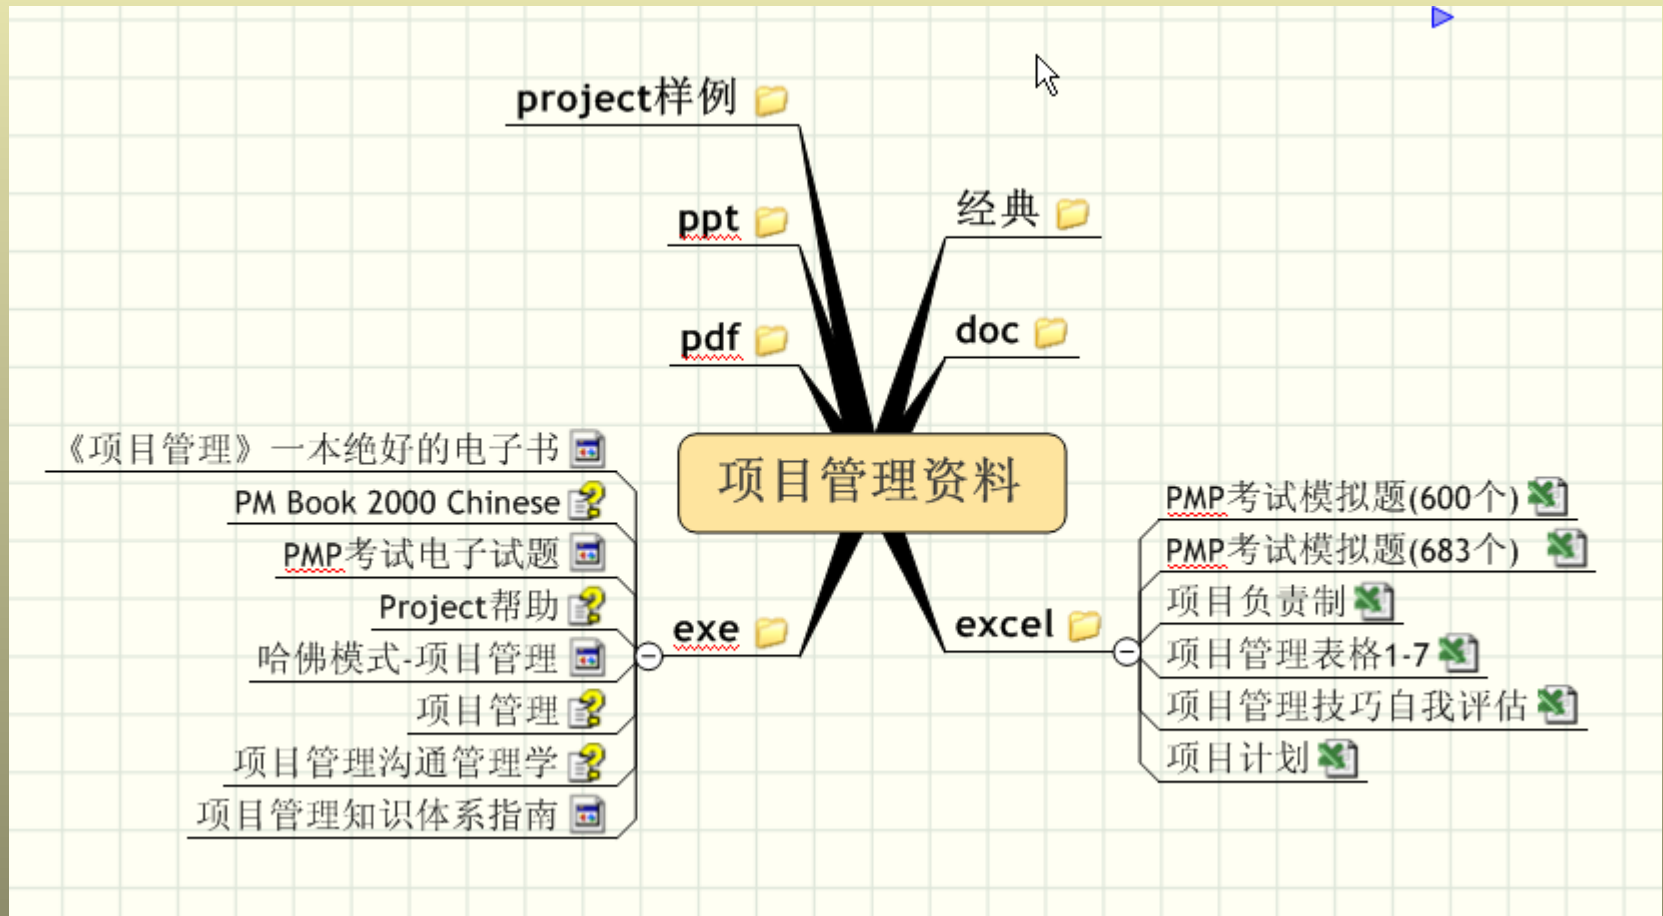 project样例
ppt
pdf
经典
doc
项目管理资料
《项目管理》一本绝好的电子书
PM Book 2000 Chinese
PMP考试电子试题
Project帮助
哈佛模式-项目管理
项目管理
项目管理沟通管理学
项目管理知识体系指南
exe
excel
PMP考试模拟题(600个)
PMP考试模拟题(683个)
项目负责制
项目管理表格1-7
项目管理技巧自我评估
项目计划